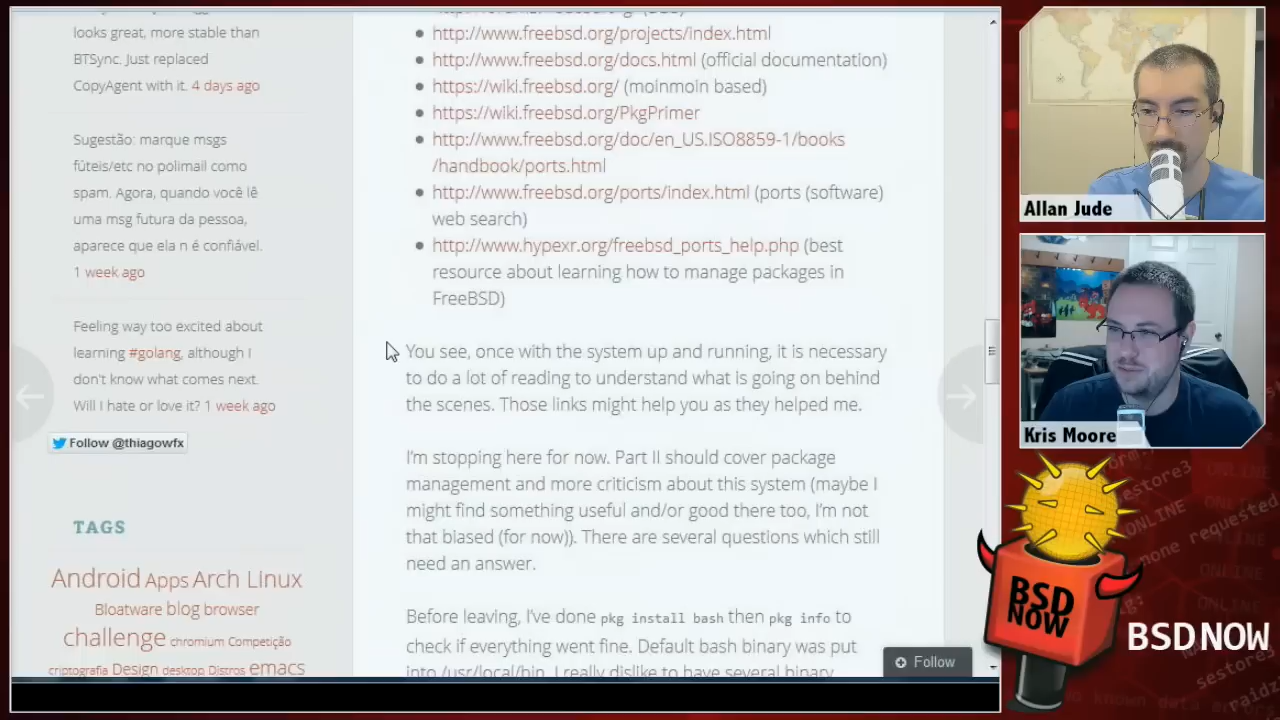 looks great, more stable than
BTSync. Just replaced
CopyAgent with it. 4 days ago
Sugestão: marque msgs
fúteis/etc no polimail como
spam. Agora, quando você lê
uma msg futura da pessoa,
aparece que ela n é confiável.
1 week ago
Feeling way too excited about
learning #golang, although I
don't know what comes next.
Will I hate or love it? 1 week ago
Follow @thiagowfx
TAGS
Android Apps Arch Linux
Bloatware blog browser
challenge chromium Competição
criptografia Design desktop Distros emacs
http://www.freebsd.org/projects/index.html
http://www.freebsd.org/docs.html (official documentation)
https://wiki.freebsd.org/ (moinmoin based)
https://wiki.freebsd.org/PkgPrimer
http://www.freebsd.org/doc/en_US.ISO8859-1/books
/handbook/ports.html
http://www.freebsd.org/ports/index.html (ports (software)
web search)
http://www.hypexr.org/freebsd_ports_help.php (best
resource about learning how to manage packages in
FreeBSD)
You see, once with the system up and running, it is necessary
to do a lot of reading to understand what is going on behind
the scenes. Those links might help you as they helped me.
I'm stopping here for now. Part II should cover package
management and more criticism about this system (maybe I
might find something useful and/or good there too, I'm not
that biased (for now)). There are several questions which still
need an answer.
Before leaving, I've done pkg install bash then pkg info to
check if everything went fine. Default bash binary was put
into /usr/local/bin. I really dislike to have several binary
Follow
Allan Jude
Kris Moore
BSD
NOW
BSD NOW